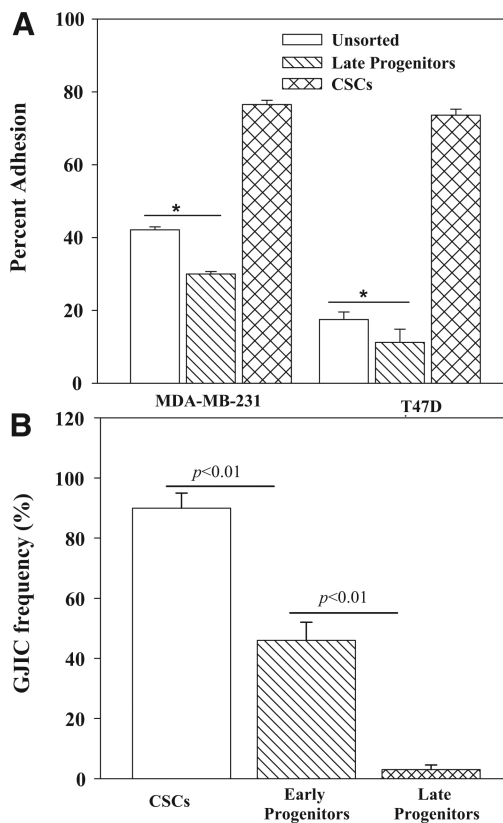 A
Unsorted
Late Progenitors
CSCs
Percent Adhesion
100
80
60
40
20
0
*
*
MDA-MB-231
T47D
B
GJIC frequency (%)
120
100
80
60
40
20
0
p<0.01
p<0.01
CSCs
Early
Progenitors
Late
Progenitors